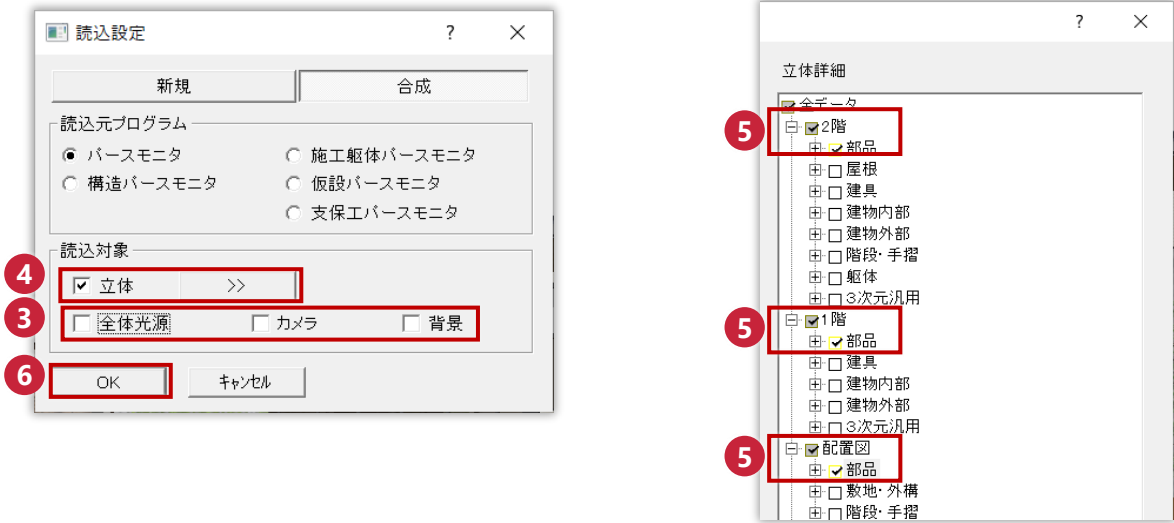 読込設定 ?
新規 合成
読込元プログラム
パースモニタ 施工躯体パースモニタ
構造パースモニタ 仮設パースモニタ
支保工パースモニタ
読込対象
4 立体 >>
3 全体光源 カメラ 背景
6 OK キャンセル
?
立体詳細
全データ
5 2階
部品
屋根
建具
建物内部
建物外部
階段・手摺
躯体
3次元汎用
5 1階
部品
建具
建物内部
建物外部
3次元汎用
5 配置図
部品
敷地・外構
階段・手摺